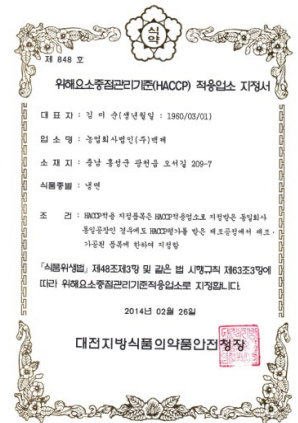 식약
제 848 호
위해요소중점관리기준(HACCP) 적용업소 지정서
대 표 자 : 김 미 순(생년월일 : 1960/03/01)
업 소 명 : 농업회사법인(주)백제
소 재 지 : 충남 홍성군 광천읍 오서길 209-7
식품종별 : 냉면
조 건 : HACCP적용 지정품목은 HACCP적용업소로 지정받은 동일회사
동일공장인 경우에도 HACCP평가를 받은 제조공정에서 제조·
가공된 품목에 한하여 지정함
「식품위생법」 제48조제3항 및 같은 법 시행규칙 제63조3항에
따라 위해요소중점관리기준적용업소로 지정합니다.
2014년 02월 26일
대전지방식품의약품안전청장